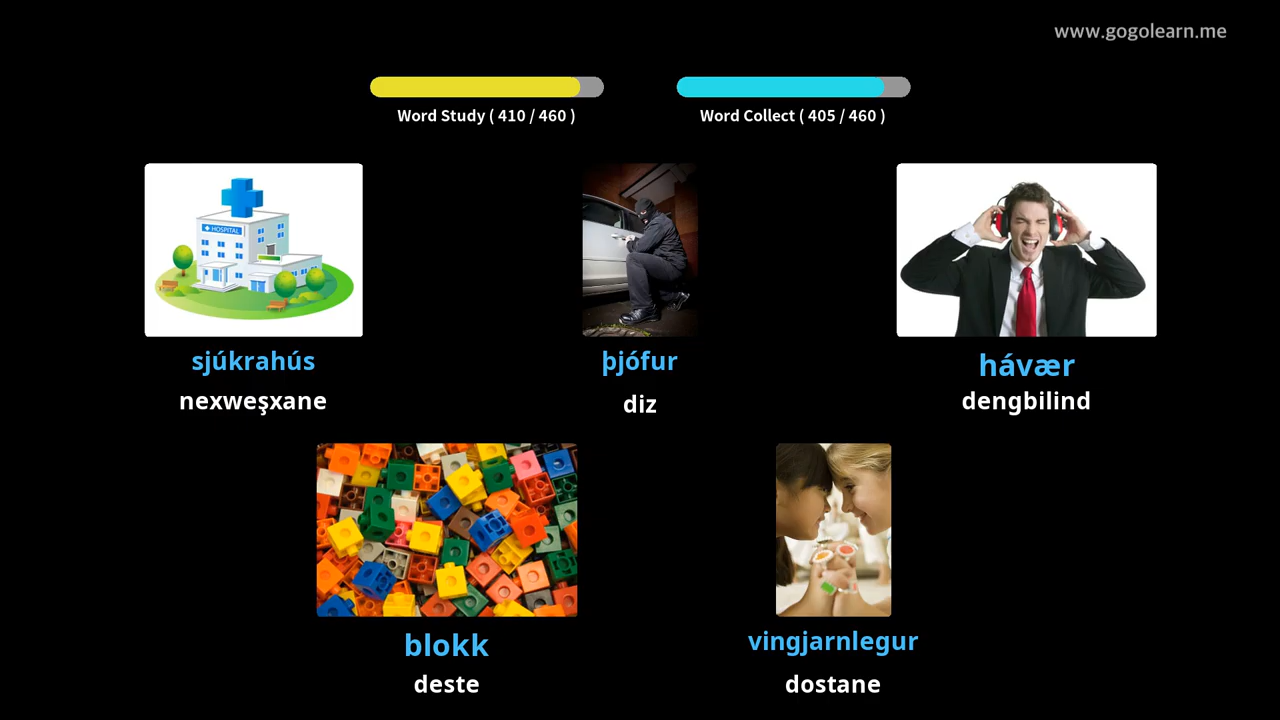 www.gogolearn.me
Word Study ( 410 / 460 )
Word Collect ( 405 / 460 )
HOSPITAL
sjúkrahús
nexweşxane
þjófur
diz
hávær
dengbilind
blokk
deste
vingjarnlegur
dostane